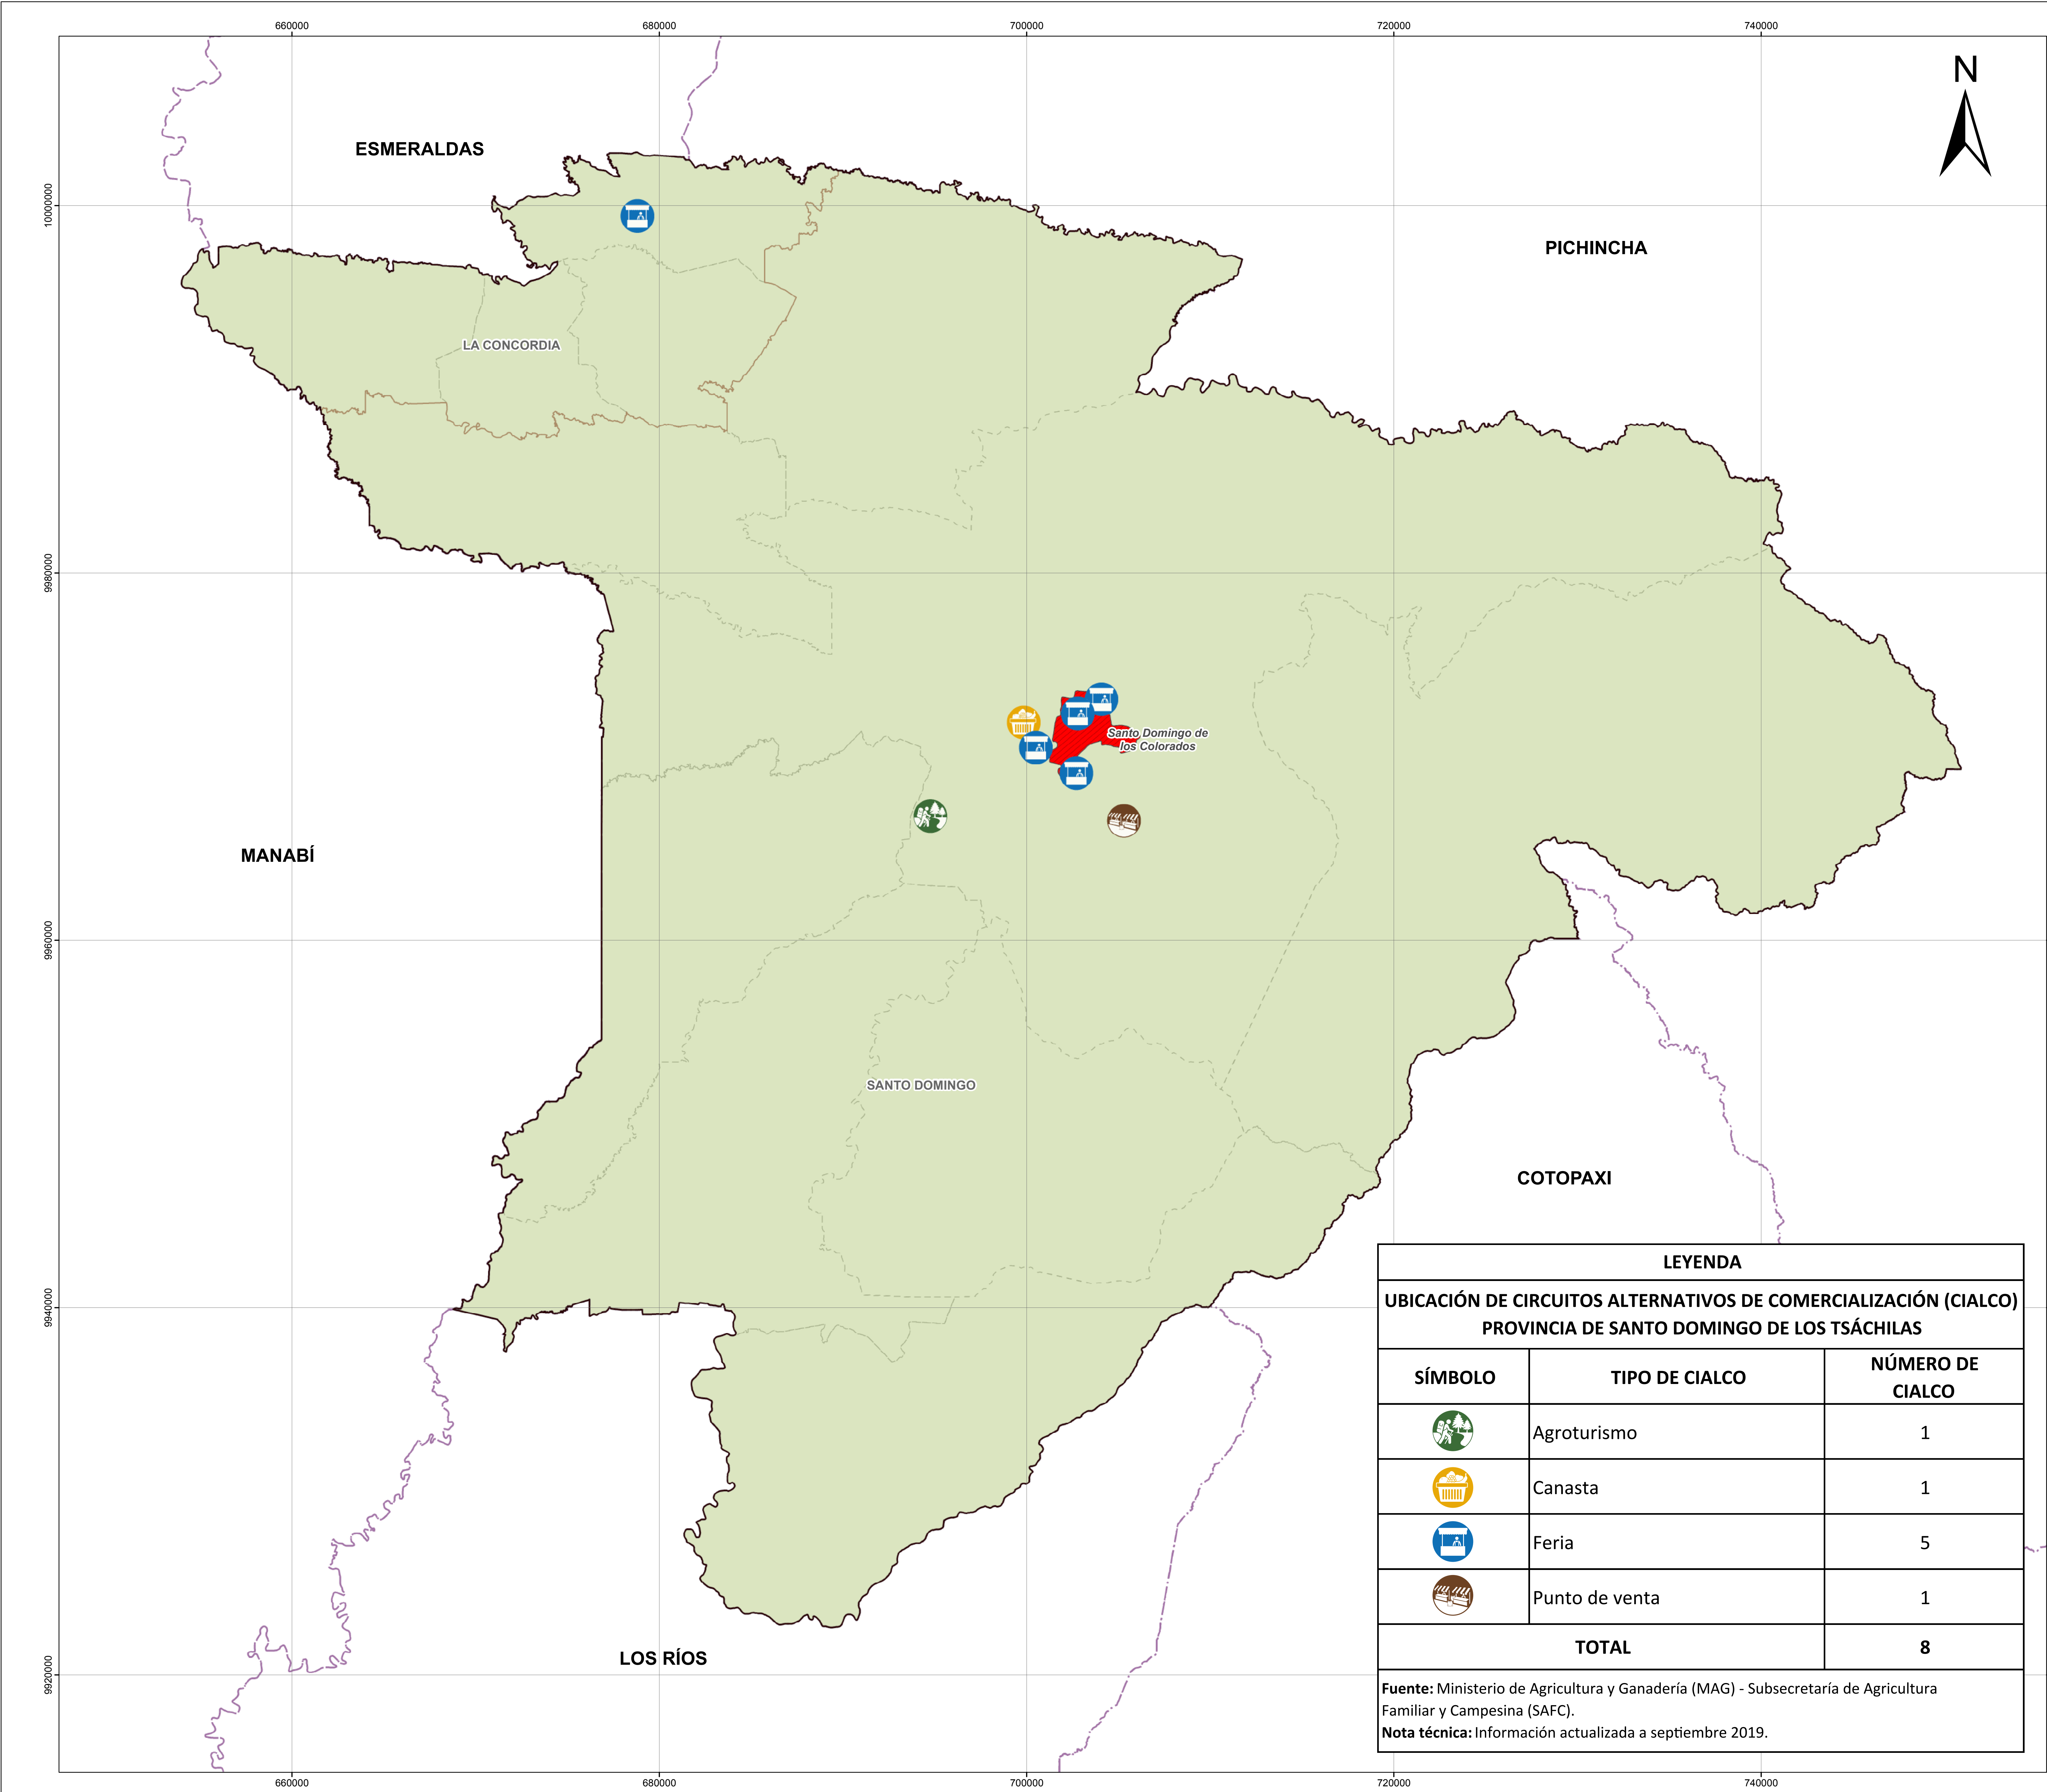 660000
680000
700000
720000
740000
N
ESMERALDAS
1000000
PICHINCHA
LA CONCORDIA
9980000
Santo Domingo de
los Colorados
MANABÍ
9960000
SANTO DOMINGO
COTOPAXI
9940000
LOS RÍOS
9920000
LEYENDA
UBICACIÓN DE CIRCUITOS ALTERNATIVOS DE COMERCIALIZACIÓN (CIALCO)
PROVINCIA DE SANTO DOMINGO DE LOS TSÁCHILAS
SÍMBOLO
TIPO DE CIALCO
NÚMERO DE
CIALCO
Agroturismo
1
Canasta
1
Feria
5
Punto de venta
1
TOTAL
8
Fuente: Ministerio de Agricultura y Ganadería (MAG) - Subsecretaría de Agricultura
Familiar y Campesina (SAFC).
Nota técnica: Información actualizada a septiembre 2019.
660000
680000
700000
720000
740000